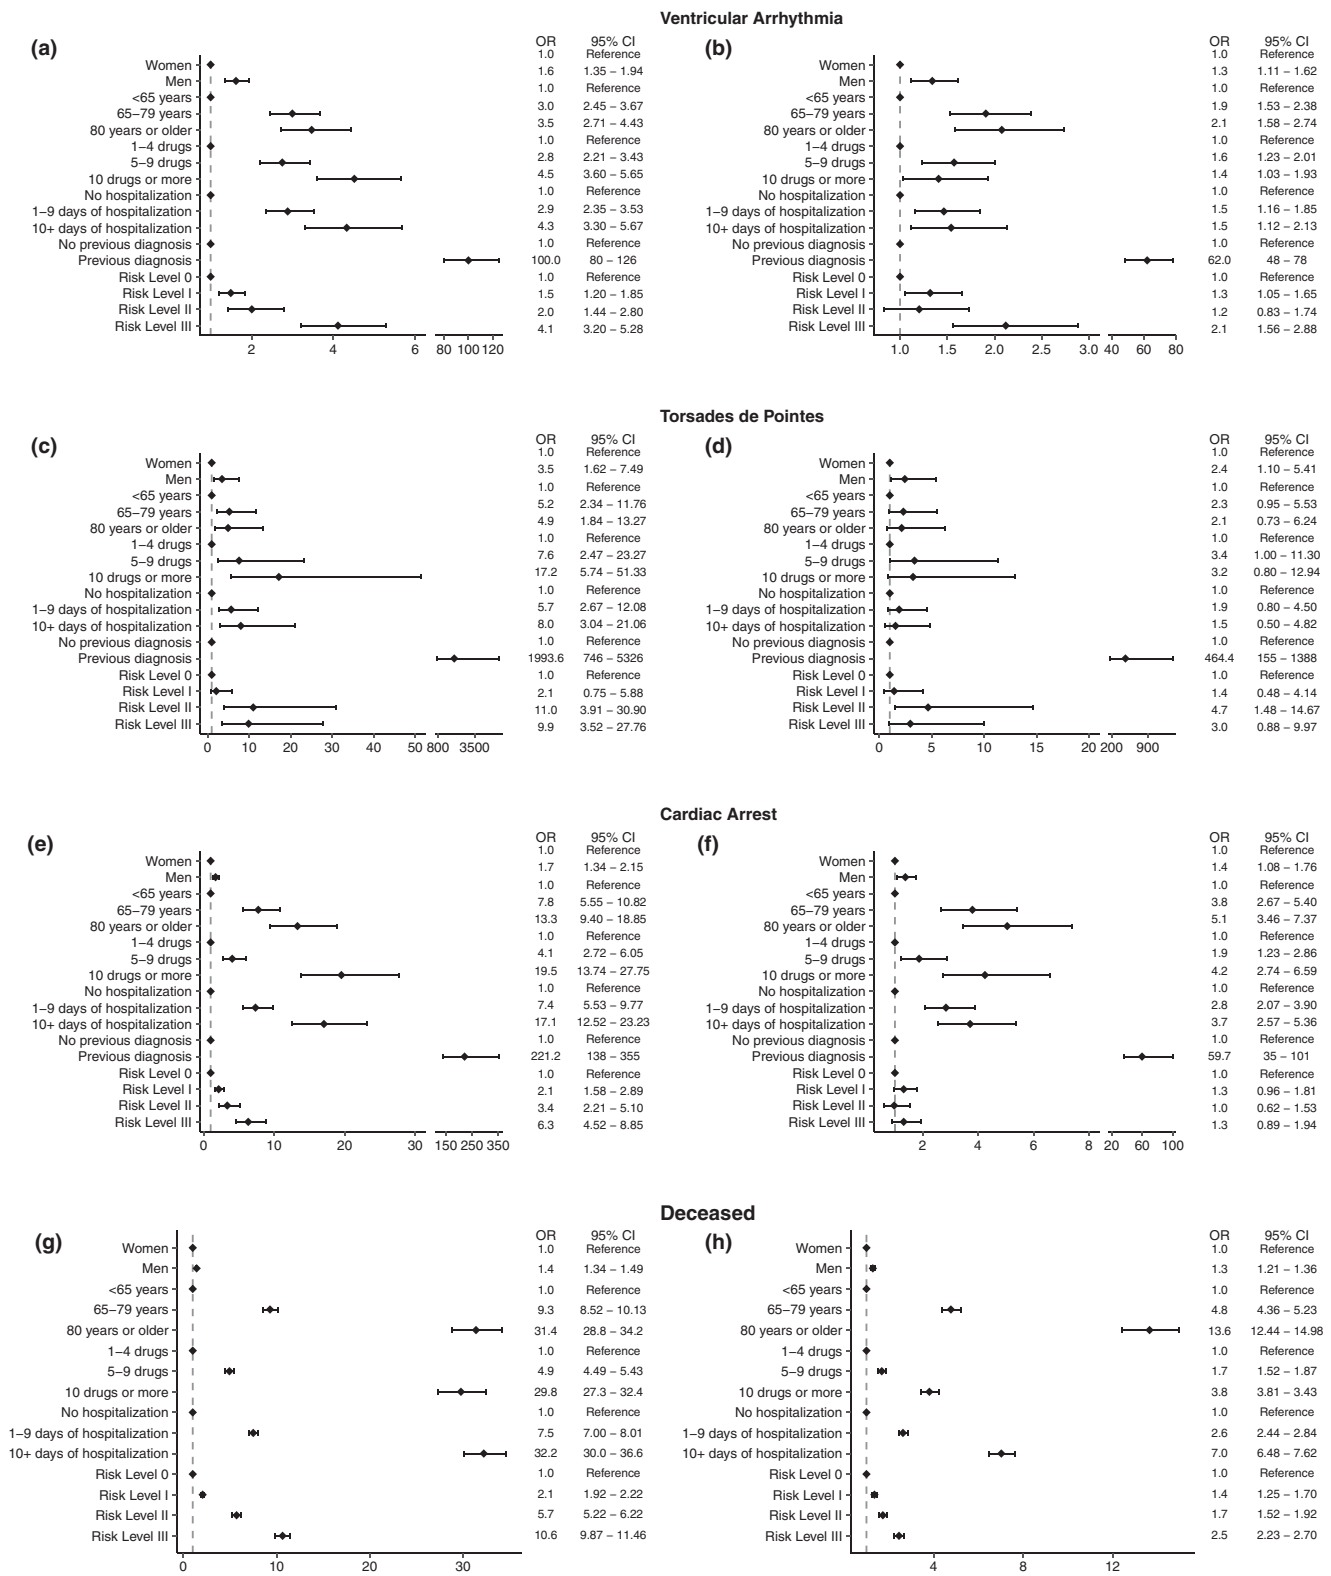 Ventricular Arrhythmia
(a)
OR 95% CI
Women 1.0 Reference
Men 1.6 1.35 – 1.94
<65 years 1.0 Reference
65–79 years 3.0 2.45 – 3.67
80 years or older 3.5 2.71 – 4.43
1–4 drugs 1.0 Reference
5–9 drugs 2.8 2.21 – 3.43
10 drugs or more 4.5 3.60 – 5.65
No hospitalization 1.0 Reference
1–9 days of hospitalization 2.9 2.35 – 3.53
10+ days of hospitalization 4.3 3.30 – 5.67
No previous diagnosis 1.0 Reference
Previous diagnosis 100.0 80 – 126
Risk Level 0 1.0 Reference
Risk Level I 1.5 1.20 – 1.85
Risk Level II 2.0 1.44 – 2.80
Risk Level III 4.1 3.20 – 5.28
2 4 6 80 100 120
(b)
OR 95% CI
Women 1.0 Reference
Men 1.3 1.11 – 1.62
<65 years 1.0 Reference
65–79 years 1.9 1.53 – 2.38
80 years or older 2.1 1.58 – 2.74
1–4 drugs 1.0 Reference
5–9 drugs 1.6 1.23 – 2.01
10 drugs or more 1.4 1.03 – 1.93
No hospitalization 1.0 Reference
1–9 days of hospitalization 1.5 1.16 – 1.85
10+ days of hospitalization 1.5 1.12 – 2.13
No previous diagnosis 1.0 Reference
Previous diagnosis 62.0 48 – 78
Risk Level 0 1.0 Reference
Risk Level I 1.3 1.05 – 1.65
Risk Level II 1.2 0.83 – 1.74
Risk Level III 2.1 1.56 – 2.88
1.0 1.5 2.0 2.5 3.0 40 60 80
Torsades de Pointes
(c)
OR 95% CI
Women 1.0 Reference
Men 3.5 1.62 – 7.49
<65 years 1.0 Reference
65–79 years 5.2 2.34 – 11.76
80 years or older 4.9 1.84 – 13.27
1–4 drugs 1.0 Reference
5–9 drugs 7.6 2.47 – 23.27
10 drugs or more 17.2 5.74 – 51.33
No hospitalization 1.0 Reference
1–9 days of hospitalization 5.7 2.67 – 12.08
10+ days of hospitalization 8.0 3.04 – 21.06
No previous diagnosis 1.0 Reference
Previous diagnosis 1993.6 746 – 5326
Risk Level 0 1.0 Reference
Risk Level I 2.1 0.75 – 5.88
Risk Level II 11.0 3.91 – 30.90
Risk Level III 9.9 3.52 – 27.76
0 10 20 30 40 50 800 3500
(d)
OR 95% CI
Women 1.0 Reference
Men 2.4 1.10 – 5.41
<65 years 1.0 Reference
65–79 years 2.3 0.95 – 5.53
80 years or older 2.1 0.73 – 6.24
1–4 drugs 1.0 Reference
5–9 drugs 3.4 1.00 – 11.30
10 drugs or more 3.2 0.80 – 12.94
No hospitalization 1.0 Reference
1–9 days of hospitalization 1.9 0.80 – 4.50
10+ days of hospitalization 1.5 0.50 – 4.82
No previous diagnosis 1.0 Reference
Previous diagnosis 464.4 155 – 1388
Risk Level 0 1.0 Reference
Risk Level I 1.4 0.48 – 4.14
Risk Level II 4.7 1.48 – 14.67
Risk Level III 3.0 0.88 – 9.97
0 5 10 15 20 200 900
Cardiac Arrest
(e)
OR 95% CI
Women 1.0 Reference
Men 1.7 1.34 – 2.15
<65 years 1.0 Reference
65–79 years 7.8 5.55 – 10.82
80 years or older 13.3 9.40 – 18.85
1–4 drugs 1.0 Reference
5–9 drugs 4.1 2.72 – 6.05
10 drugs or more 19.5 13.74 – 27.75
No hospitalization 1.0 Reference
1–9 days of hospitalization 7.4 5.53 – 9.77
10+ days of hospitalization 17.1 12.52 – 23.23
No previous diagnosis 1.0 Reference
Previous diagnosis 221.2 138 – 355
Risk Level 0 1.0 Reference
Risk Level I 2.1 1.58 – 2.89
Risk Level II 3.4 2.21 – 5.10
Risk Level III 6.3 4.52 – 8.85
0 10 20 30 150 250 350
(f)
OR 95% CI
Women 1.0 Reference
Men 1.4 1.08 – 1.76
<65 years 1.0 Reference
65–79 years 3.8 2.67 – 5.40
80 years or older 5.1 3.46 – 7.37
1–4 drugs 1.0 Reference
5–9 drugs 1.9 1.23 – 2.86
10 drugs or more 4.2 2.74 – 6.59
No hospitalization 1.0 Reference
1–9 days of hospitalization 2.8 2.07 – 3.90
10+ days of hospitalization 3.7 2.57 – 5.36
No previous diagnosis 1.0 Reference
Previous diagnosis 59.7 35 – 101
Risk Level 0 1.0 Reference
Risk Level I 1.3 0.96 – 1.81
Risk Level II 1.0 0.62 – 1.53
Risk Level III 1.3 0.89 – 1.94
2 4 6 8 20 60 100
Deceased
(g)
OR 95% CI
Women 1.0 Reference
Men 1.4 1.34 – 1.49
<65 years 1.0 Reference
65–79 years 9.3 8.52 – 10.13
80 years or older 31.4 28.8 – 34.2
1–4 drugs 1.0 Reference
5–9 drugs 4.9 4.49 – 5.43
10 drugs or more 29.8 27.3 – 32.4
No hospitalization 1.0 Reference
1–9 days of hospitalization 7.5 7.00 – 8.01
10+ days of hospitalization 32.2 30.0 – 36.6
Risk Level 0 1.0 Reference
Risk Level I 2.1 1.92 – 2.22
Risk Level II 5.7 5.22 – 6.22
Risk Level III 10.6 9.87 – 11.46
0 10 20 30
(h)
OR 95% CI
Women 1.0 Reference
Men 1.3 1.21 – 1.36
<65 years 1.0 Reference
65–79 years 4.8 4.36 – 5.23
80 years or older 13.6 12.44 – 14.98
1–4 drugs 1.0 Reference
5–9 drugs 1.7 1.52 – 1.87
10 drugs or more 3.8 3.81 – 3.43
No hospitalization 1.0 Reference
1–9 days of hospitalization 2.6 2.44 – 2.84
10+ days of hospitalization 7.0 6.48 – 7.62
Risk Level 0 1.0 Reference
Risk Level I 1.4 1.25 – 1.70
Risk Level II 1.7 1.52 – 1.92
Risk Level III 2.5 2.23 – 2.70
4 8 12